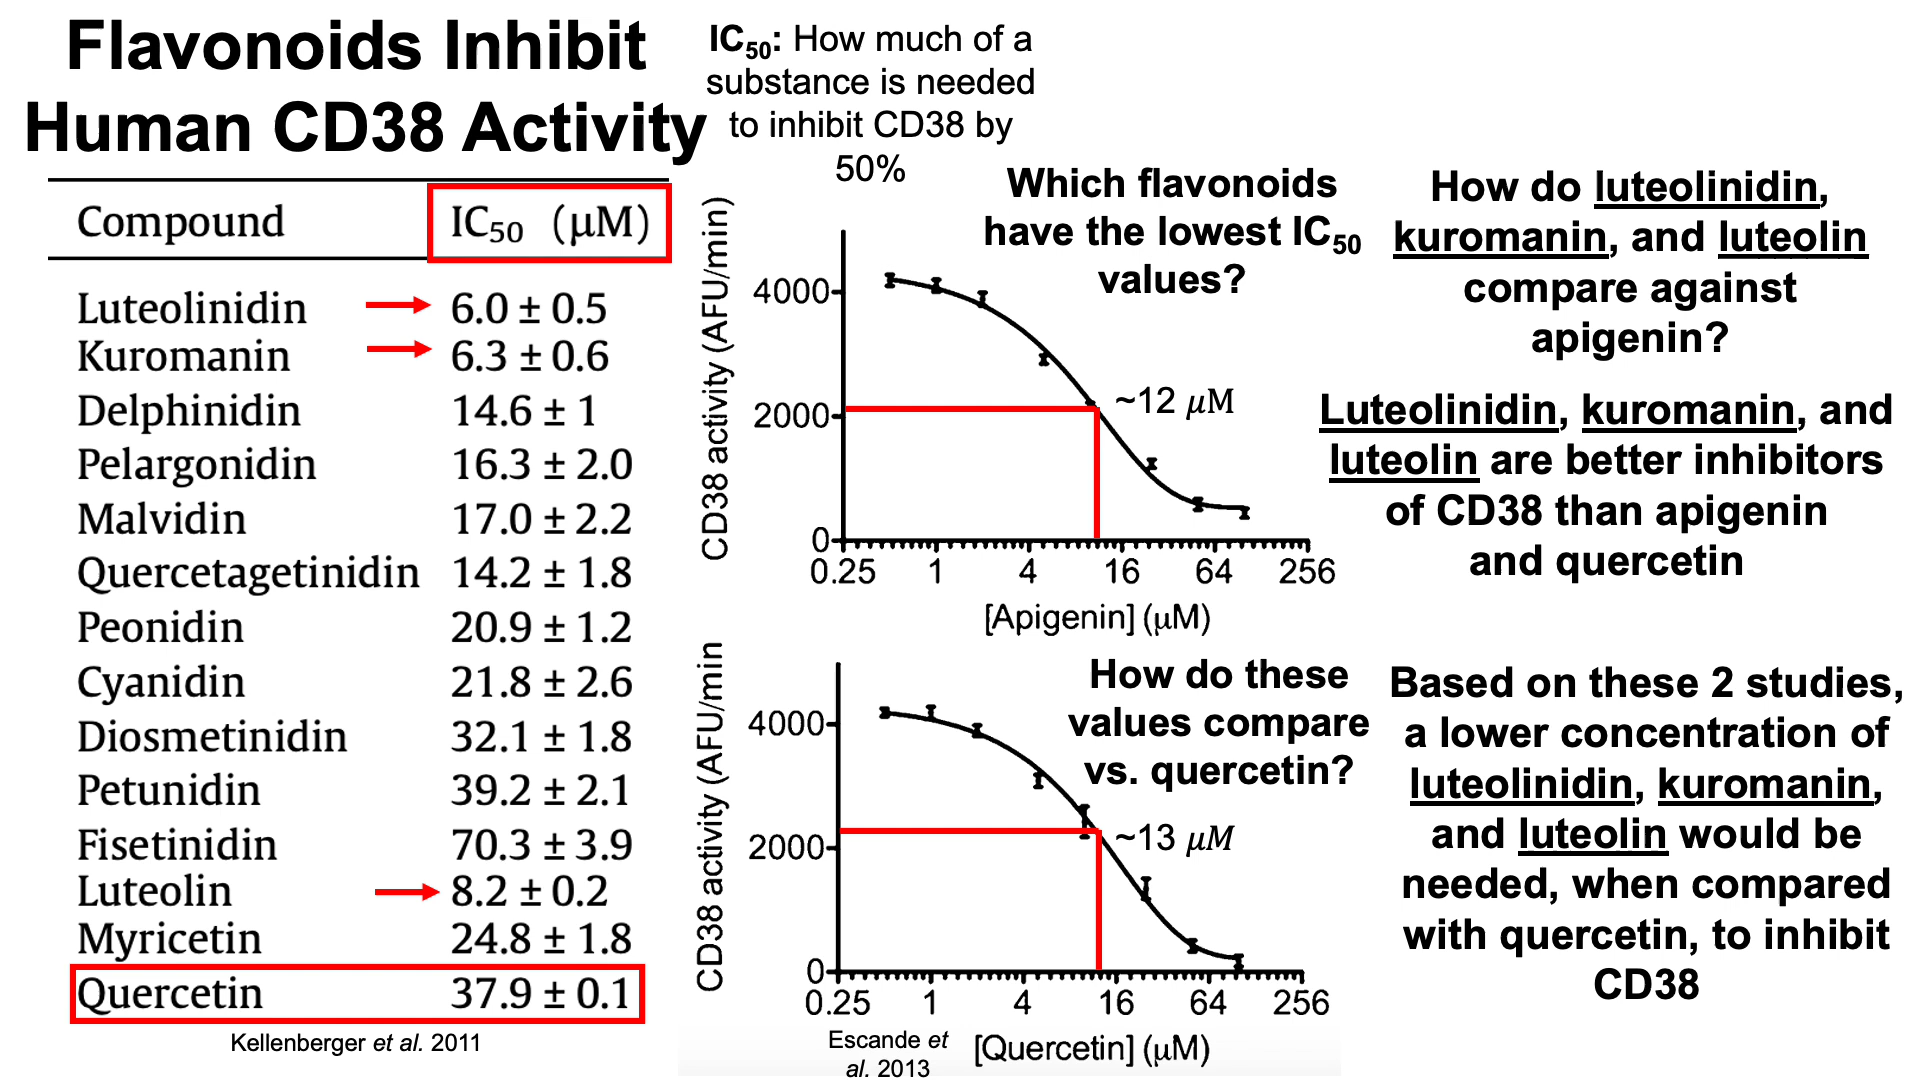 Flavonoids Inhibit
Human CD38 Activity
Compound IC50 (μM)
Luteolinidin 6.0 ± 0.5
Kuromanin 6.3 ± 0.6
Delphinidin 14.6 ± 1
Pelargonidin 16.3 ± 2.0
Malvidin 17.0 ± 2.2
Quercetagetinidin 14.2 ± 1.8
Peonidin 20.9 ± 1.2
Cyanidin 21.8 ± 2.6
Diosmetinidin 32.1 ± 1.8
Petunidin 39.2 ± 2.1
Fisetinidin 70.3 ± 3.9
Luteolin 8.2 ± 0.2
Myricetin 24.8 ± 1.8
Quercetin 37.9 ± 0.1
Kellenberger et al. 2011
IC50: How much of a
substance is needed
to inhibit CD38 by
50%
Which flavonoids
have the lowest IC50
values?
CD38 activity (AFU/min)
4000
2000
0
~12 μM
0.25 1 4 16 64 256
[Apigenin] (μM)
How do these
values compare
vs. quercetin?
CD38 activity (AFU/min
4000
2000
0
~13 μM
0.25 1 4 16 64 256
[Quercetin] (μM)
Escande et
al. 2013
How do luteolinidin,
kuromanin, and luteolin
compare against
apigenin?
Luteolinidin, kuromanin, and
luteolin are better inhibitors
of CD38 than apigenin
and quercetin
Based on these 2 studies,
a lower concentration of
luteolinidin, kuromanin,
and luteolin would be
needed, when compared
with quercetin, to inhibit
CD38